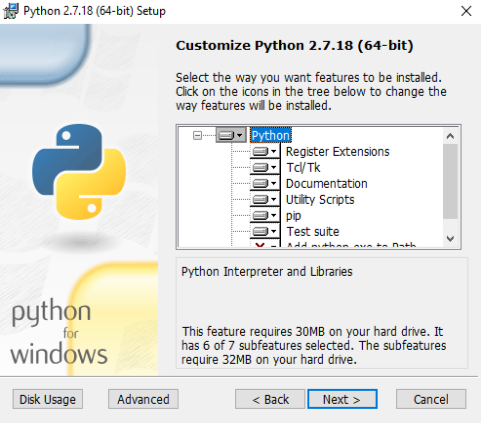 Python 2.7.18 (64-bit) Setup
Customize Python 2.7.18 (64-bit)
Select the way you want features to be installed.
Click on the icons in the tree below to change the
way features will be installed.
Python
Register Extensions
Tcl/Tk
Documentation
Utility Scripts
pip
Test suite
Add python.exe to Path
Python Interpreter and Libraries
This feature requires 30MB on your hard drive. It
has 6 of 7 subfeatures selected. The subfeatures
require 32MB on your hard drive.
python
for
windows
Disk Usage
Advanced
< Back
Next >
Cancel